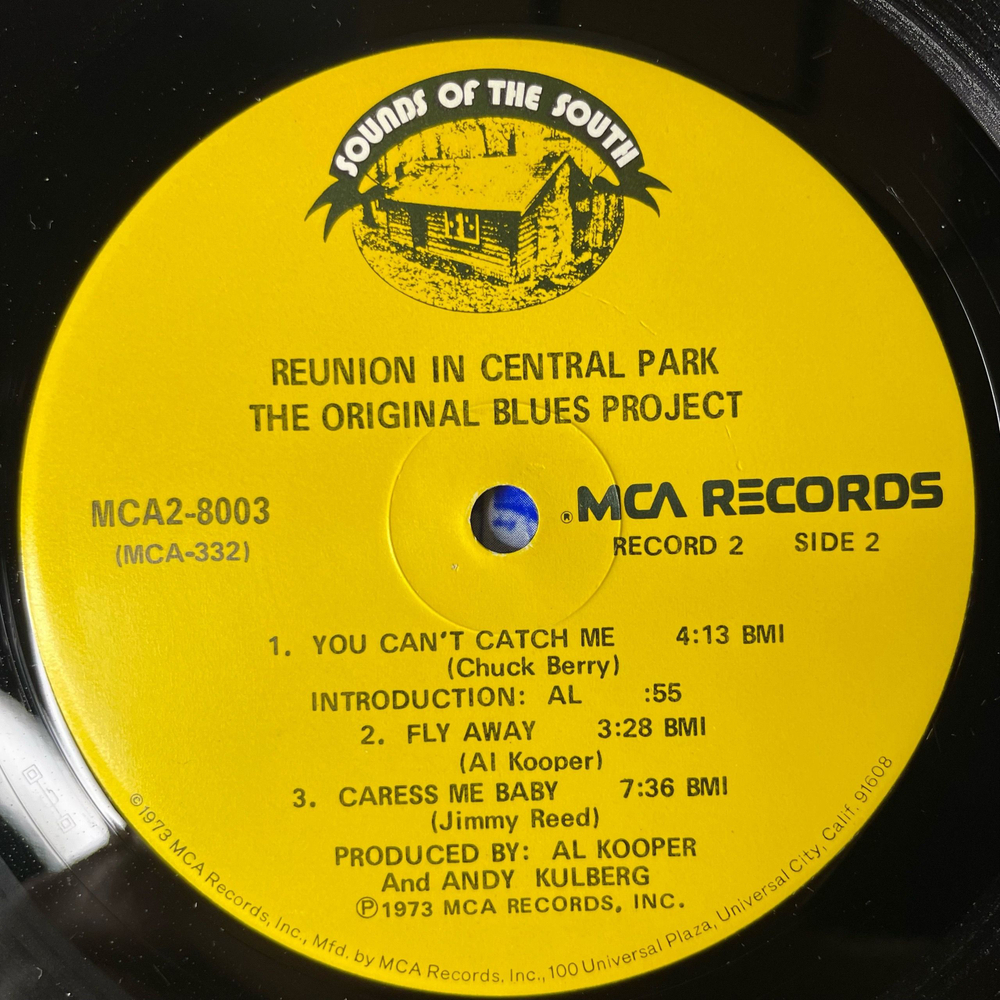 SOUNDS OF THE SOUTH
REUNION IN CENTRAL PARK
THE ORIGINAL BLUES PROJECT
MCA2-8003
(MCA-332)
® MCA RECORDS
RECORD 2 SIDE 2
1. YOU CAN'T CATCH ME 4:13 BMI
(Chuck Berry)
INTRODUCTION: AL :55
2. FLY AWAY 3:28 BMI
(Al Kooper)
3. CARESS ME BABY 7:36 BMI
(Jimmy Reed)
PRODUCED BY: AL KOOPER
And ANDY KULBERG
℗1973 MCA RECORDS, INC.
©1973 MCA Records, Inc., Mfd. by MCA Records, Inc., 100 Universal Plaza, Universal City, Calif. 91608